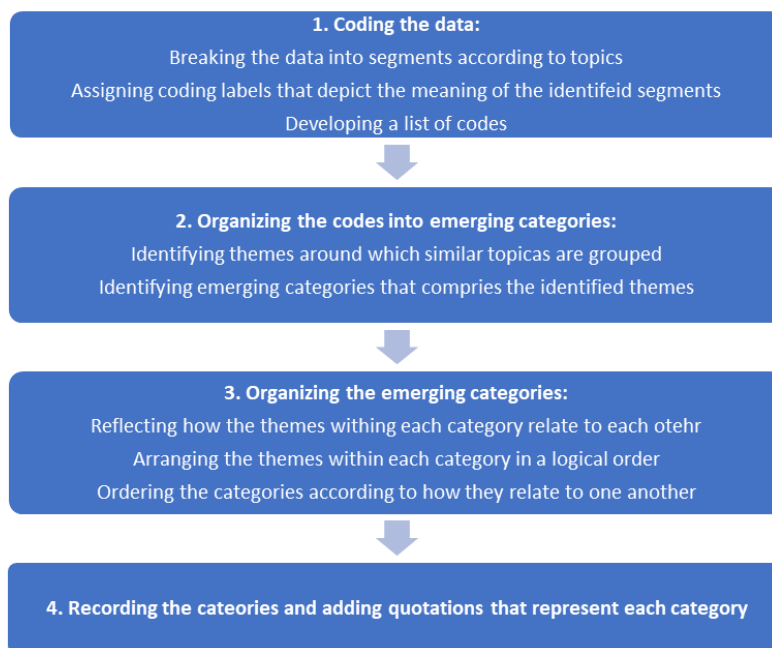 1. Coding the data:
Breaking the data into segments according to topics
Assigning coding labels that depict the meaning of the identifeid segments
Developing a list of codes
2. Organizing the codes into emerging categories:
Identifying themes around which similar topicas are grouped
Identifying emerging categories that compries the identified themes
3. Organizing the emerging categories:
Reflecting how the themes withing each category relate to each otehr
Arranging the themes within each category in a logical order
Ordering the categories according to how they relate to one another
4. Recording the cateories and adding quotations that represent each category